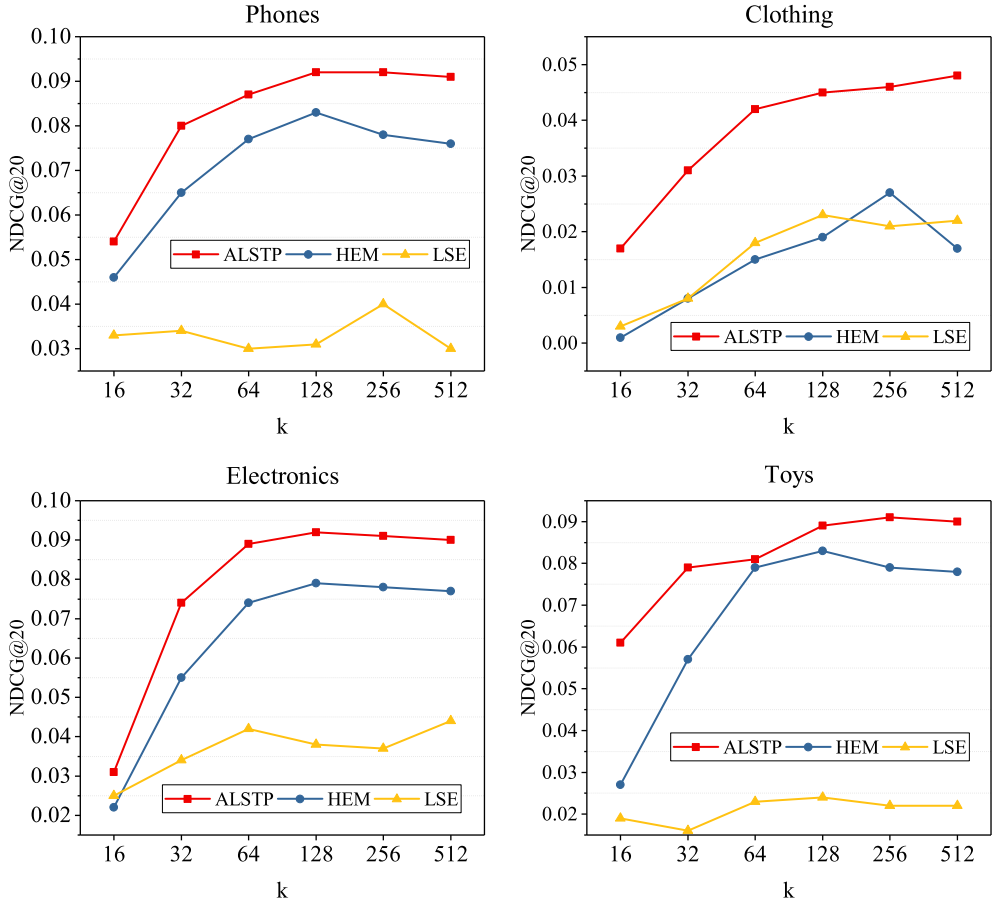 Phones
NDCG@20
0.10
0.09
0.08
0.07
0.06
0.05
0.04
0.03
ALSTP HEM LSE
16 32 64 128 256 512
k
Clothing
NDCG@20
0.05
0.04
0.03
0.02
0.01
0.00
ALSTP HEM LSE
16 32 64 128 256 512
k
Electronics
NDCG@20
0.10
0.09
0.08
0.07
0.06
0.05
0.04
0.03
0.02
ALSTP HEM LSE
16 32 64 128 256 512
k
Toys
NDCG@20
0.09
0.08
0.07
0.06
0.05
0.04
0.03
0.02
ALSTP HEM LSE
16 32 64 128 256 512
k